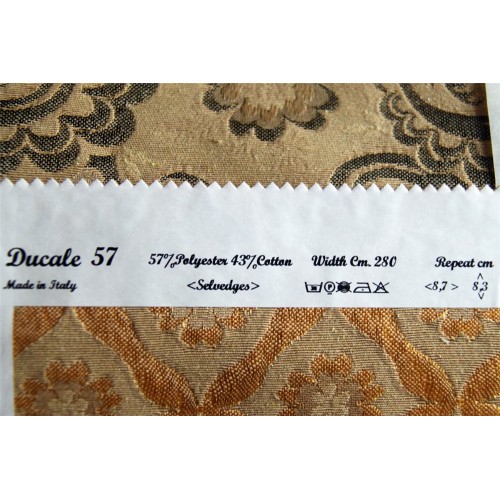 Ducale 57 57%Polyester 43%Cotton Width Cm. 280 Repeat cm
Made in Italy <Selvedges> <8,7> 8,3